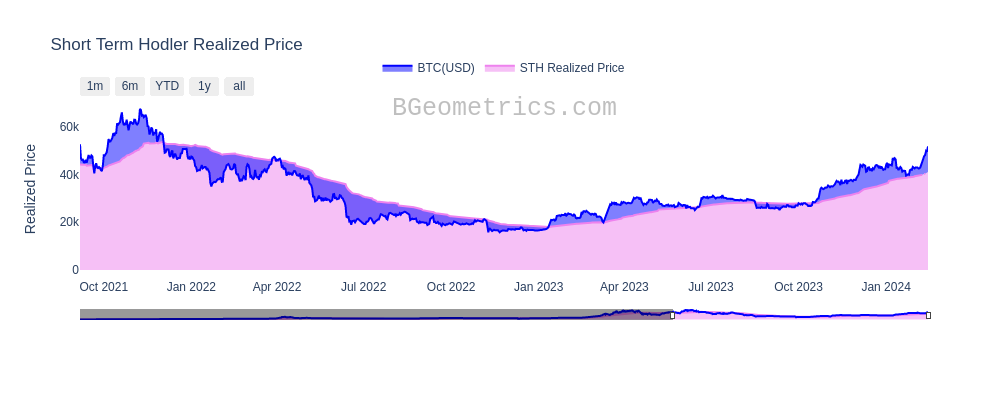 Short Term Hodler Realized Price
BTC(USD) STH Realized Price
1m 6m YTD 1y all
BGeometrics.com
Realized Price
60k
40k
20k
0
Oct 2021 Jan 2022 Apr 2022 Jul 2022 Oct 2022 Jan 2023 Apr 2023 Jul 2023 Oct 2023 Jan 2024